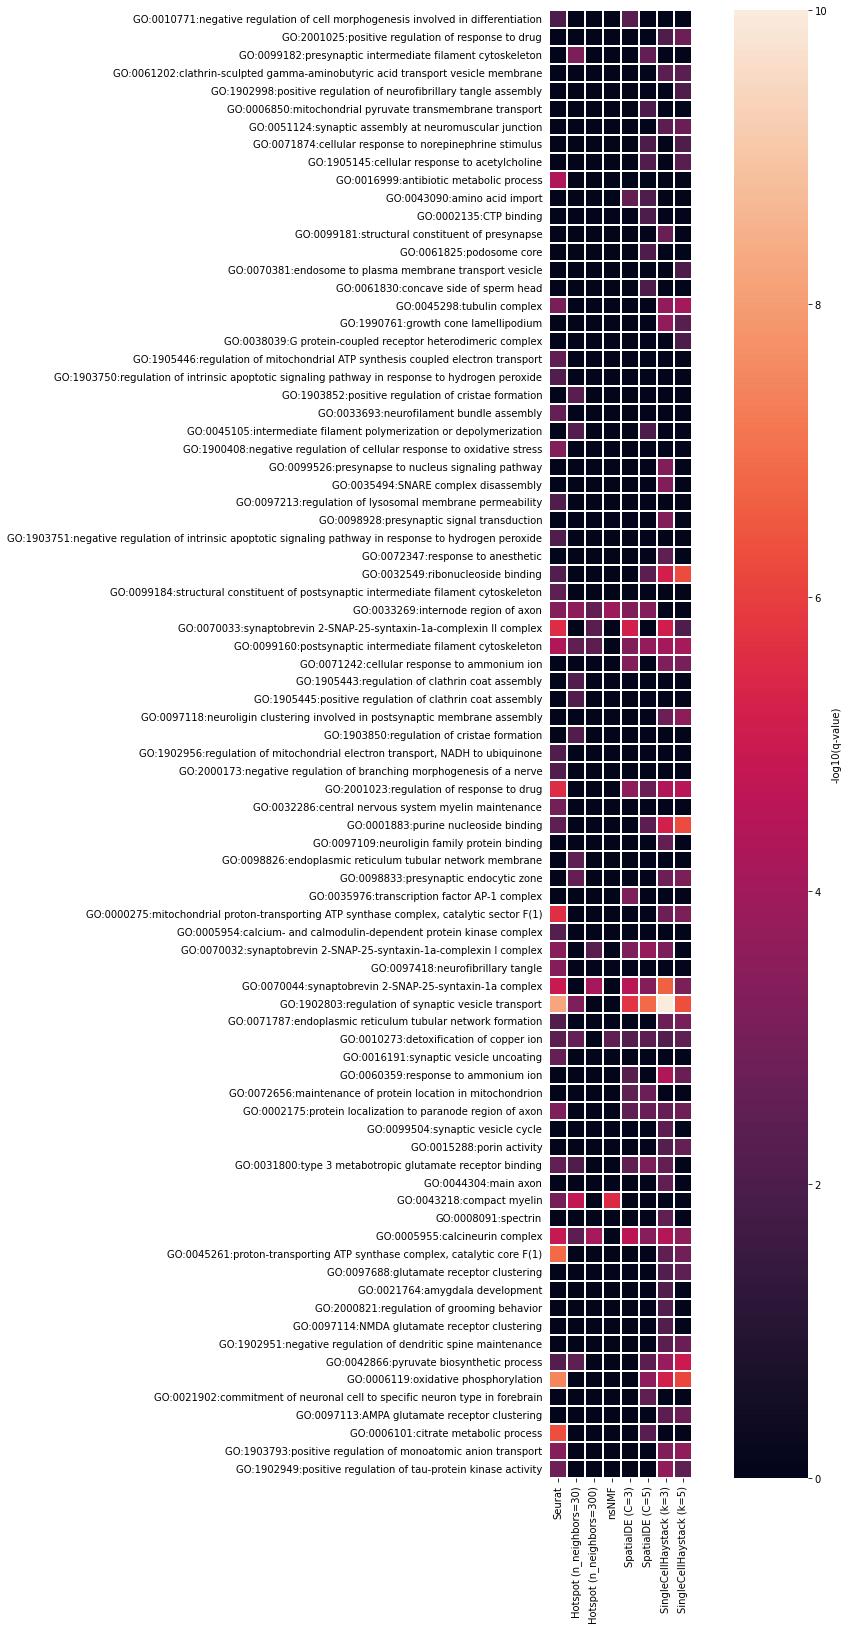 GO:0010771:negative regulation of cell morphogenesis involved in differentiation
GO:2001025:positive regulation of response to drug
GO:0099182:presynaptic intermediate filament cytoskeleton
GO:0061202:clathrin-sculpted gamma-aminobutyric acid transport vesicle membrane
GO:1902998:positive regulation of neurofibrillary tangle assembly
GO:0006850:mitochondrial pyruvate transmembrane transport
GO:0051124:synaptic assembly at neuromuscular junction
GO:0071874:cellular response to norepinephrine stimulus
GO:1905145:cellular response to acetylcholine
GO:0016999:antibiotic metabolic process
GO:0043090:amino acid import
GO:0002135:CTP binding
GO:0099181:structural constituent of presynapse
GO:0061825:podosome core
GO:0070381:endosome to plasma membrane transport vesicle
GO:0061830:concave side of sperm head
GO:0045298:tubulin complex
GO:1990761:growth cone lamellipodium
GO:0038039:G protein-coupled receptor heterodimeric complex
GO:1905446:regulation of mitochondrial ATP synthesis coupled electron transport
GO:1903750:regulation of intrinsic apoptotic signaling pathway in response to hydrogen peroxide
GO:1903852:positive regulation of cristae formation
GO:0033693:neurofilament bundle assembly
GO:0045105:intermediate filament polymerization or depolymerization
GO:1900408:negative regulation of cellular response to oxidative stress
GO:0099526:presynapse to nucleus signaling pathway
GO:0035494:SNARE complex disassembly
GO:0097213:regulation of lysosomal membrane permeability
GO:0098928:presynaptic signal transduction
GO:1903751:negative regulation of intrinsic apoptotic signaling pathway in response to hydrogen peroxide
GO:0072347:response to anesthetic
GO:0032549:ribonucleoside binding
GO:0099184:structural constituent of postsynaptic intermediate filament cytoskeleton
GO:0033269:internode region of axon
GO:0070033:synaptobrevin 2-SNAP-25-syntaxin-1a-complexin II complex
GO:0099160:postsynaptic intermediate filament cytoskeleton
GO:0071242:cellular response to ammonium ion
GO:1905443:regulation of clathrin coat assembly
GO:1905445:positive regulation of clathrin coat assembly
GO:0097118:neuroligin clustering involved in postsynaptic membrane assembly
GO:1903850:regulation of cristae formation
GO:1902956:regulation of mitochondrial electron transport, NADH to ubiquinone
GO:2000173:negative regulation of branching morphogenesis of a nerve
GO:2001023:regulation of response to drug
GO:0032286:central nervous system myelin maintenance
GO:0001883:purine nucleoside binding
GO:0097109:neuroligin family protein binding
GO:0098826:endoplasmic reticulum tubular network membrane
GO:0098833:presynaptic endocytic zone
GO:0035976:transcription factor AP-1 complex
GO:0000275:mitochondrial proton-transporting ATP synthase complex, catalytic sector F(1)
GO:0005954:calcium- and calmodulin-dependent protein kinase complex
GO:0070032:synaptobrevin 2-SNAP-25-syntaxin-1a-complexin I complex
GO:0097418:neurofibrillary tangle
GO:0070044:synaptobrevin 2-SNAP-25-syntaxin-1a complex
GO:1902803:regulation of synaptic vesicle transport
GO:0071787:endoplasmic reticulum tubular network formation
GO:0010273:detoxification of copper ion
GO:0016191:synaptic vesicle uncoating
GO:0060359:response to ammonium ion
GO:0072656:maintenance of protein location in mitochondrion
GO:0002175:protein localization to paranode region of axon
GO:0099504:synaptic vesicle cycle
GO:0015288:porin activity
GO:0031800:type 3 metabotropic glutamate receptor binding
GO:0044304:main axon
GO:0043218:compact myelin
GO:0008091:spectrin
GO:0005955:calcineurin complex
GO:0045261:proton-transporting ATP synthase complex, catalytic core F(1)
GO:0097688:glutamate receptor clustering
GO:0021764:amygdala development
GO:2000821:regulation of grooming behavior
GO:0097114:NMDA glutamate receptor clustering
GO:1902951:negative regulation of dendritic spine maintenance
GO:0042866:pyruvate biosynthetic process
GO:0006119:oxidative phosphorylation
GO:0021902:commitment of neuronal cell to specific neuron type in forebrain
GO:0097113:AMPA glutamate receptor clustering
GO:0006101:citrate metabolic process
GO:1903793:positive regulation of monoatomic anion transport
GO:1902949:positive regulation of tau-protein kinase activity
Seurat
Hotspot (n_neighbors=30)
Hotspot (n_neighbors=300)
nsNMF
SpatialDE (C=3)
SpatialDE (C=5)
SingleCellHaystack (k=3)
SingleCellHaystack (k=5)
10
8
6
4
2
0
-log10(q-value)